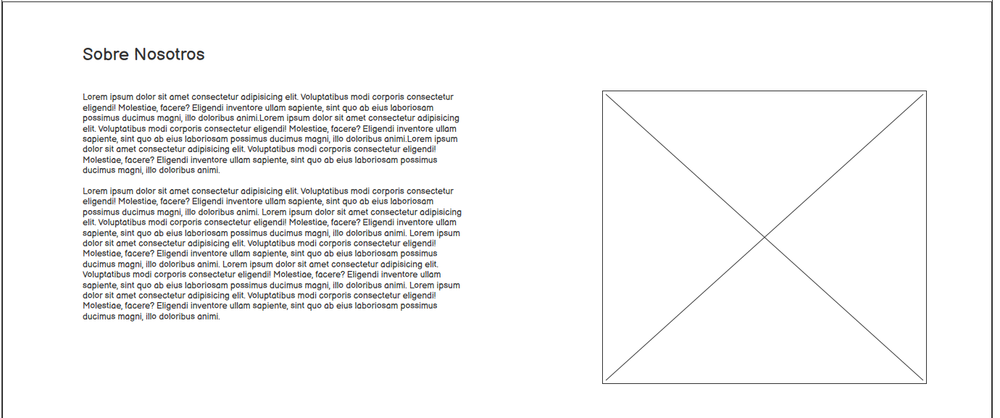 Sobre Nosotros
Lorem ipsum dolor sit amet consectetur adipisicing elit. Voluptatibus modi corporis consectetur
eligendi! Molestiae, facere? Eligendi inventore ullam sapiente, sint quo ab eius laboriosam
possimus ducimus magni, illo doloribus animi.Lorem ipsum dolor sit amet consectetur adipisicing
elit. Voluptatibus modi corporis consectetur eligendi! Molestiae, facere? Eligendi inventore ullam
sapiente, sint quo ab eius laboriosam possimus ducimus magni, illo doloribus animi.Lorem ipsum
dolor sit amet consectetur adipisicing elit. Voluptatibus modi corporis consectetur eligendi!
Molestiae, facere? Eligendi inventore ullam sapiente, sint quo ab eius laboriosam possimus
ducimus magni, illo doloribus animi.
Lorem ipsum dolor sit amet consectetur adipisicing elit. Voluptatibus modi corporis consectetur
eligendi! Molestiae, facere? Eligendi inventore ullam sapiente, sint quo ab eius laboriosam
possimus ducimus magni, illo doloribus animi. Lorem ipsum dolor sit amet consectetur adipisicing
elit. Voluptatibus modi corporis consectetur eligendi! Molestiae, facere? Eligendi inventore ullam
sapiente, sint quo ab eius laboriosam possimus ducimus magni, illo doloribus animi. Lorem ipsum
dolor sit amet consectetur adipisicing elit. Voluptatibus modi corporis consectetur eligendi!
Molestiae, facere? Eligendi inventore ullam sapiente, sint quo ab eius laboriosam possimus
ducimus magni, illo doloribus animi. Lorem ipsum dolor sit amet consectetur adipisicing elit.
Voluptatibus modi corporis consectetur eligendi! Molestiae, facere? Eligendi inventore ullam
sapiente, sint quo ab eius laboriosam possimus ducimus magni, illo doloribus animi. Lorem ipsum
dolor sit amet consectetur adipisicing elit. Voluptatibus modi corporis consectetur eligendi!
Molestiae, facere? Eligendi inventore ullam sapiente, sint quo ab eius laboriosam possimus
ducimus magni, illo doloribus animi.